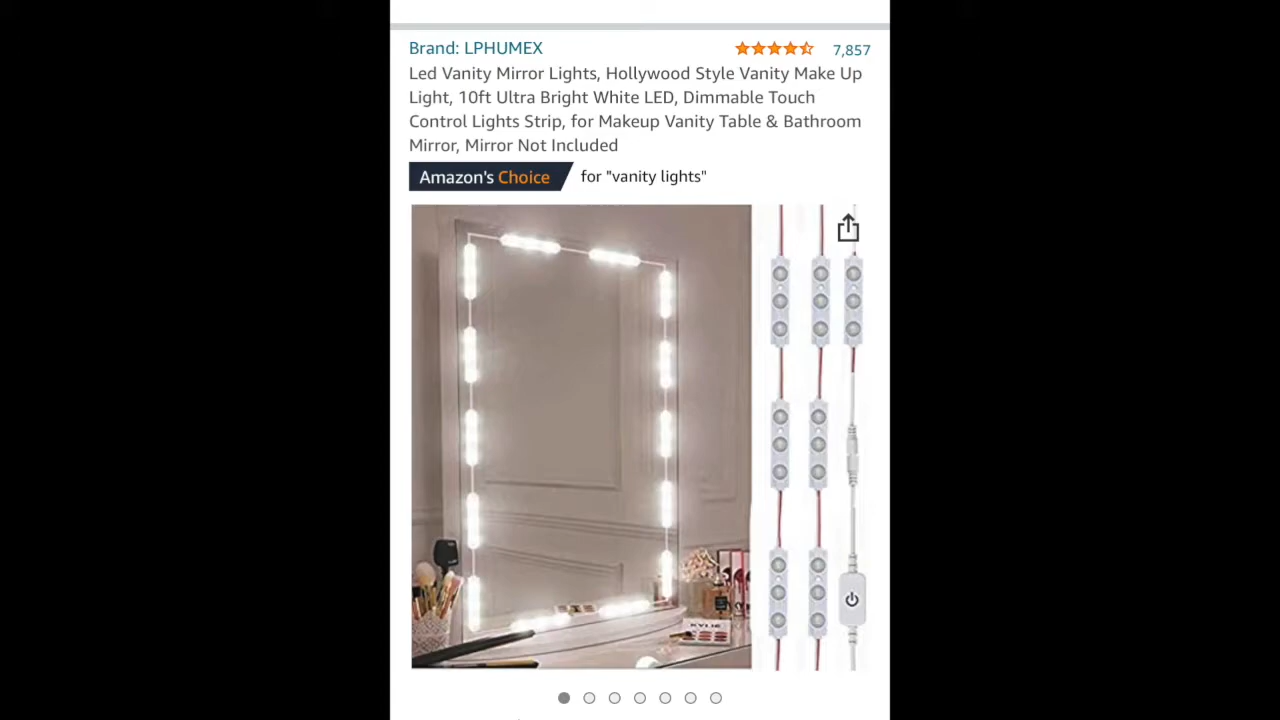 Brand: LPHUMEX
7,857
Led Vanity Mirror Lights, Hollywood Style Vanity Make Up
Light, 10ft Ultra Bright White LED, Dimmable Touch
Control Lights Strip, for Makeup Vanity Table & Bathroom
Mirror, Mirror Not Included
Amazon's Choice for "vanity lights"
KYLIE